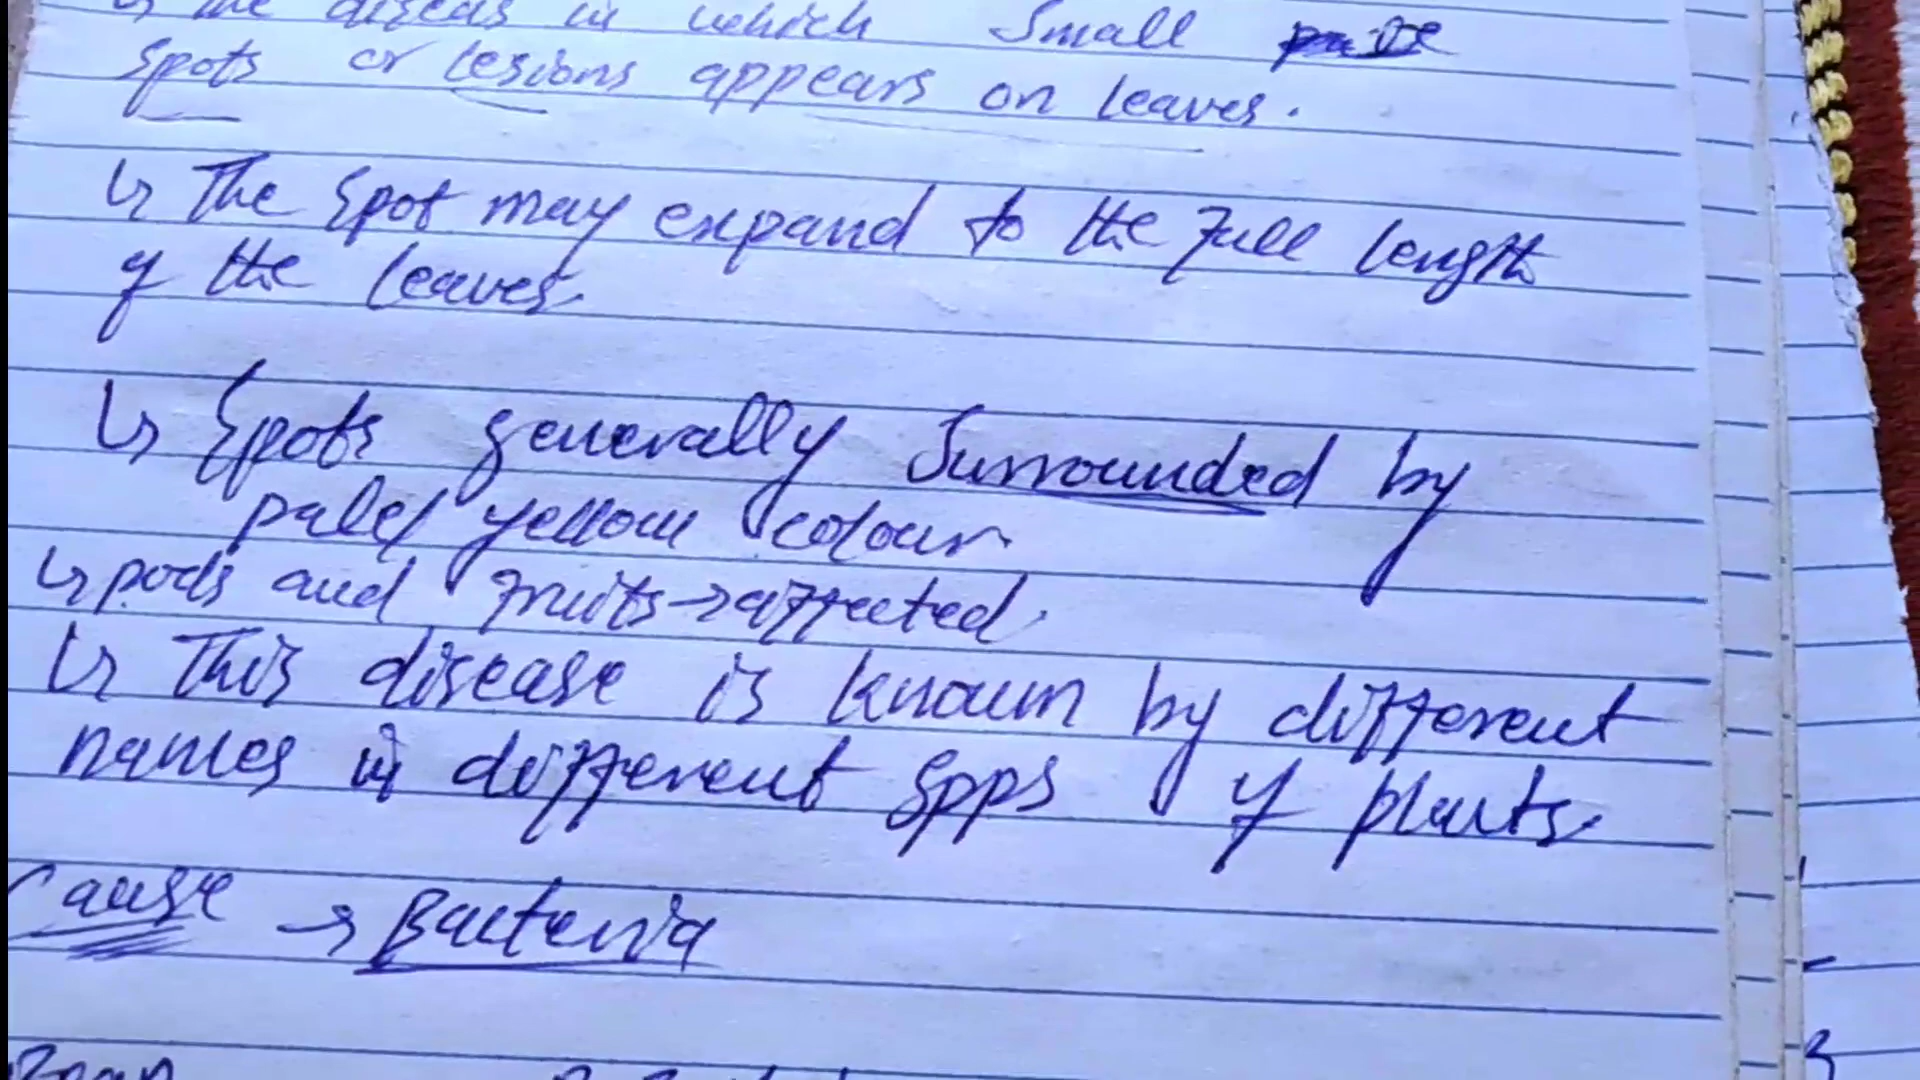 the diseas in which Small
spots or lesions appears on leaves.
↳ The spot may expand to the full length
of the leaves.
↳ Spots generally Surrounded by
pale yellow colour
↳ pods and fruits → affected.
↳ This disease is known by different
names in different spps of plants.
Cause → Bacteria